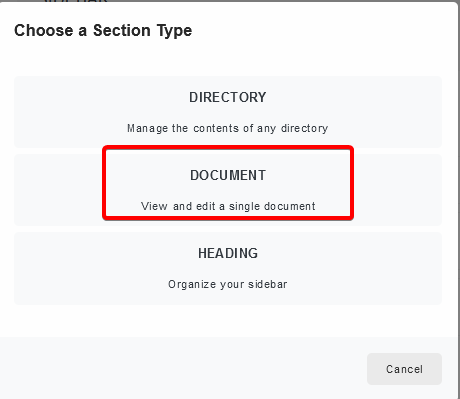 Choose a Section Type
DIRECTORY
Manage the contents of any directory
DOCUMENT
View and edit a single document
HEADING
Organize your sidebar
Cancel